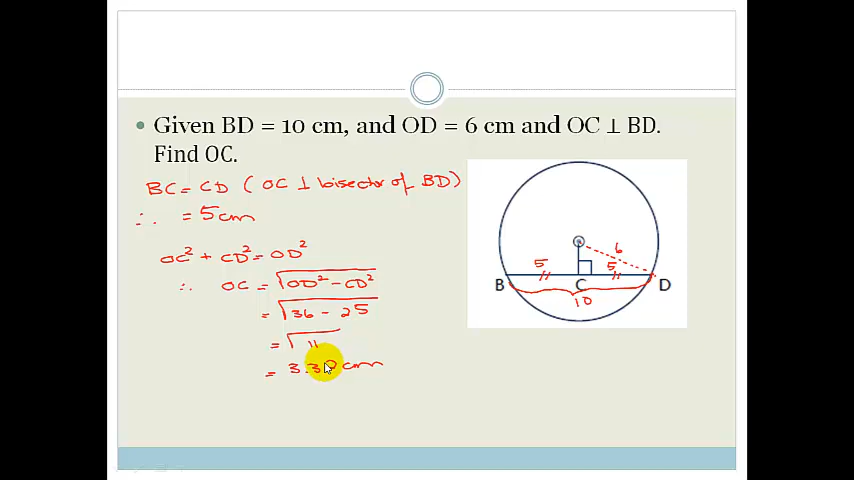 Given BD = 10 cm, and OD = 6 cm and OC ⊥ BD.
Find OC.
BC = CD (OC ⊥ bisector of BD)
∴ = 5cm
OC² + CD² = OD²
∴ OC = √OD² - CD²
= √36 - 25
= √11
= 3.3 cm
6
5 5
B C D
10